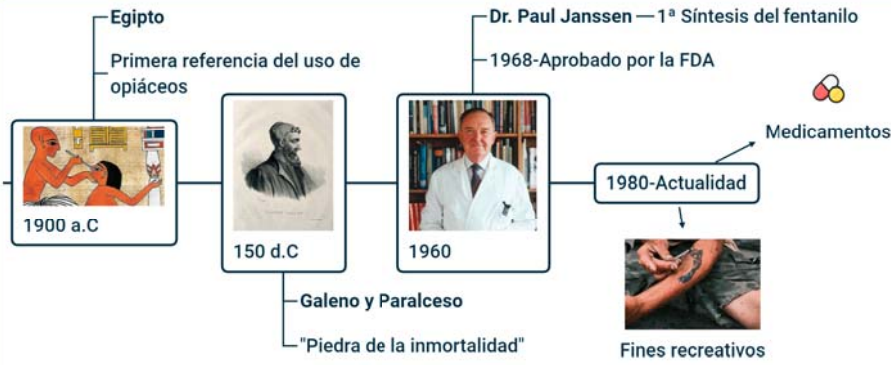 Egipto
Primera referencia del uso de
opiáceos
1900 a.C
150 d.C
Galeno y Paralceso
"Piedra de la inmortalidad"
Dr. Paul Janssen
1ª Síntesis del fentanilo
1968-Aprobado por la FDA
1960
1980-Actualidad
Medicamentos
Fines recreativos